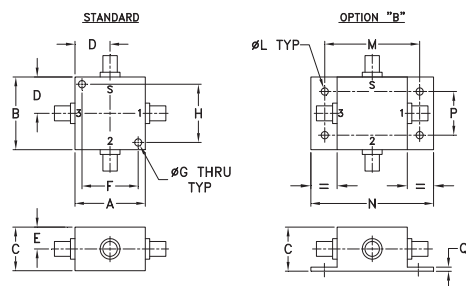 STANDARD
OPTION "B"
D
S
D
B
3
1
H
2
øG THRU
TYP
F
A
C
E
øL TYP
M
S
3
1
P
2
=
=
N
C
Q